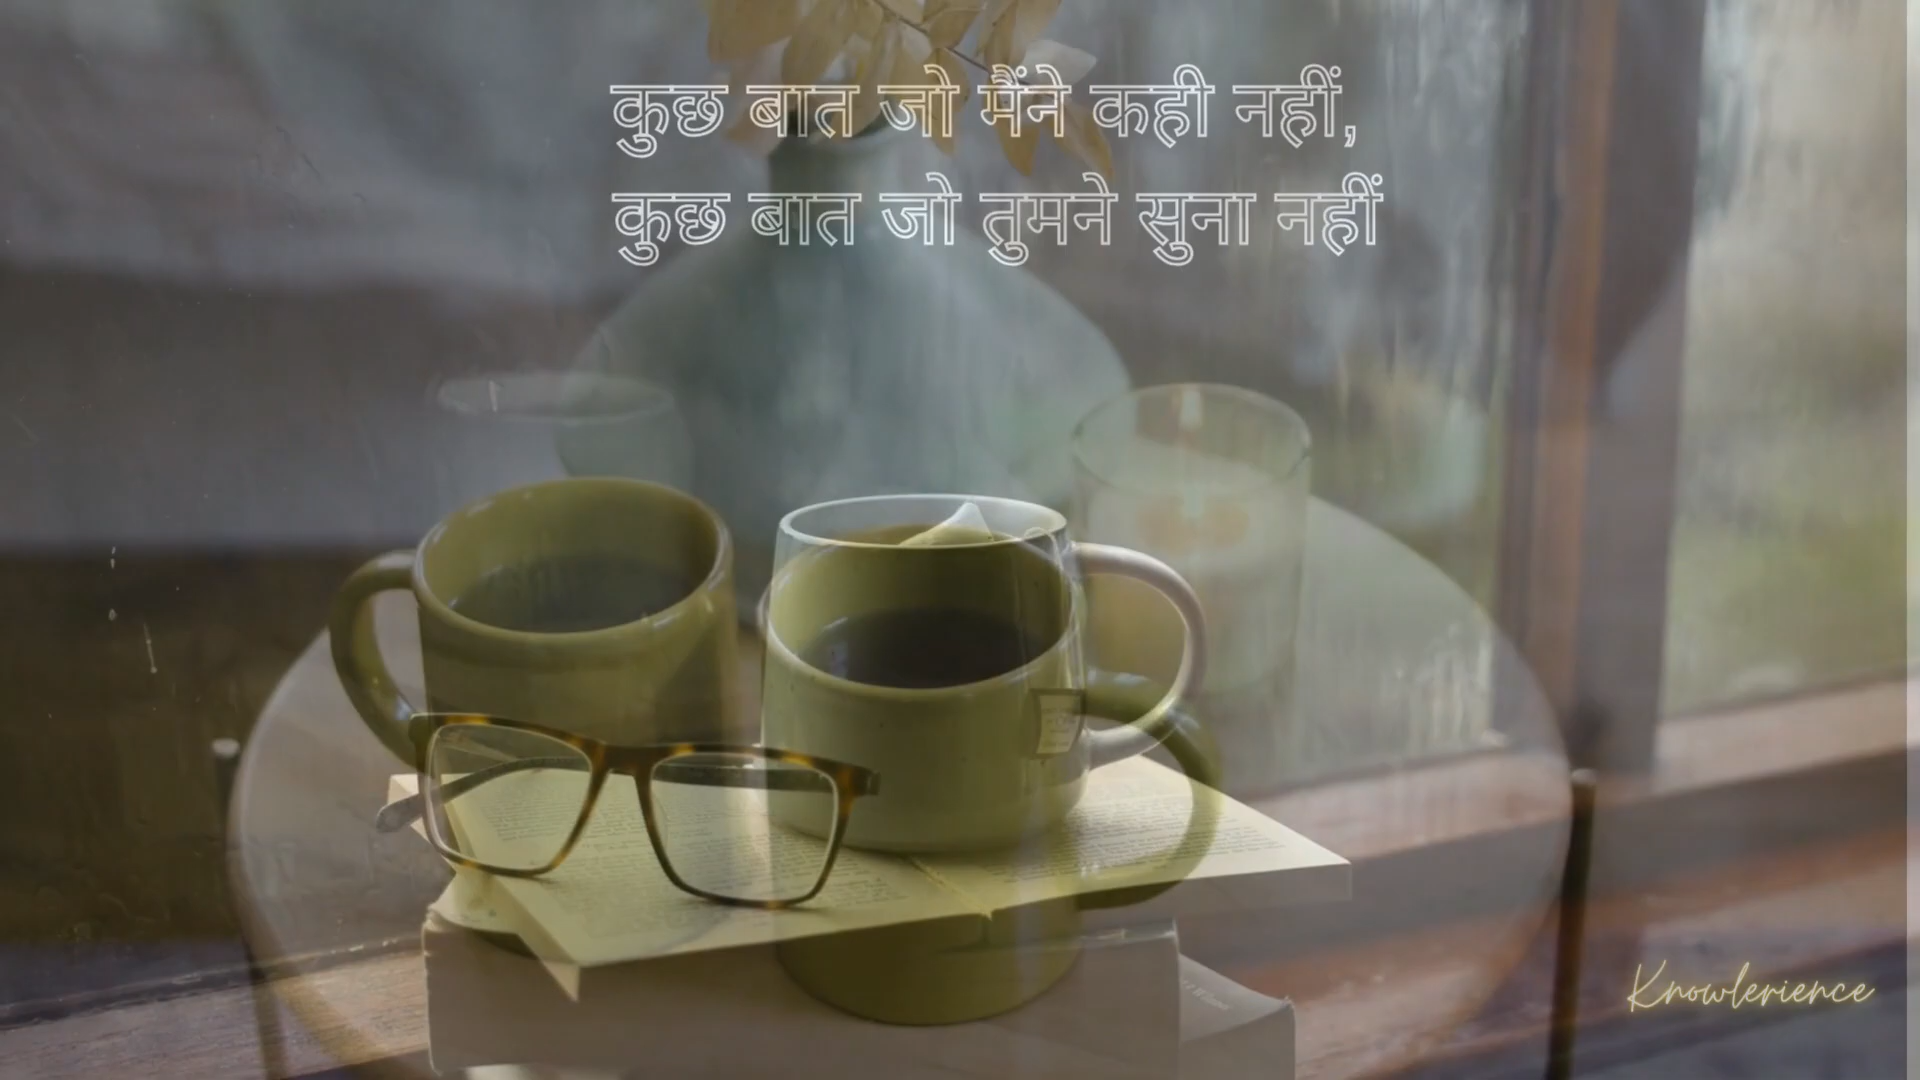 कुछ बात जो मैंने कही नहीं,
कुछ बात जो तुमने सुना नहीं
Knowlerience